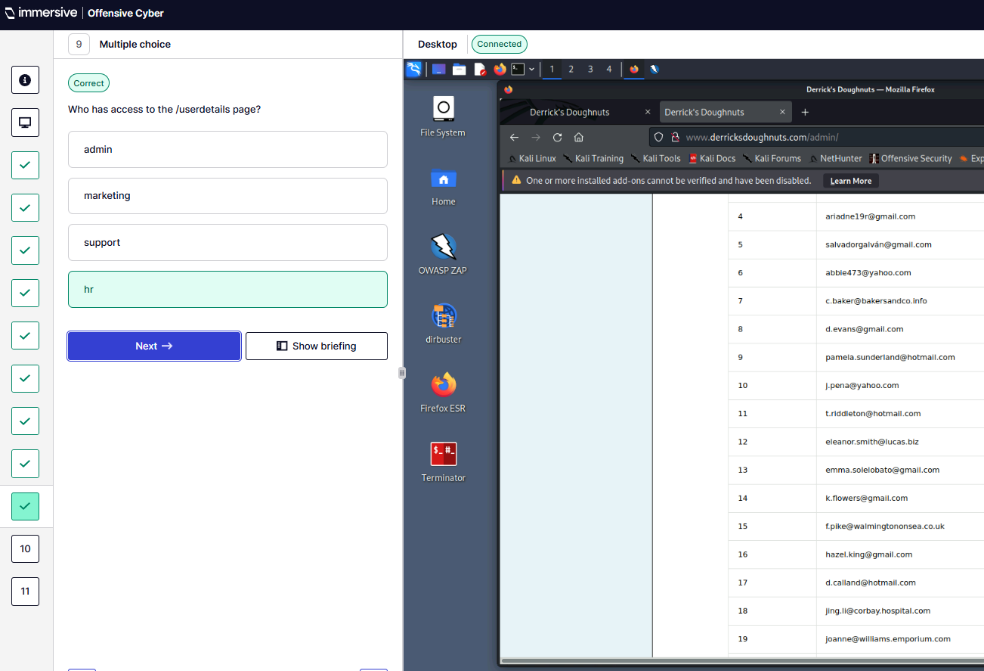 immersive | Offensive Cyber
9 Multiple choice
Correct
Who has access to the /userdetails page?
admin
marketing
support
hr
Next →
Show briefing
10
11
Desktop
Connected
1 2 3 4
File System
Home
OWASP ZAP
dirbuster
Firefox ESR
Terminator
Derrick's Doughnuts — Mozilla Firefox
Derrick's Doughnuts ×
Derrick's Doughnuts × +
www.derricksdoughnuts.com/admin/
Kali Linux Kali Training Kali Tools Kali Docs Kali Forums NetHunter Offensive Security Exp
One or more installed add-ons cannot be verified and have been disabled. Learn More
4 ariadne19r@gmail.com
5 salvadorgalván@gmail.com
6 abbie473@yahoo.com
7 c.baker@bakersandco.info
8 d.evans@gmail.com
9 pamela.sunderland@hotmail.com
10 j.pena@yahoo.com
11 t.riddleton@hotmail.com
12 eleanor.smith@lucas.biz
13 emma.solelobato@gmail.com
14 k.flowers@gmail.com
15 f.pike@walmingtononsea.co.uk
16 hazel.king@gmail.com
17 d.calland@hotmail.com
18 jing.li@corbay.hospital.com
19 joanne@williams.emporium.com